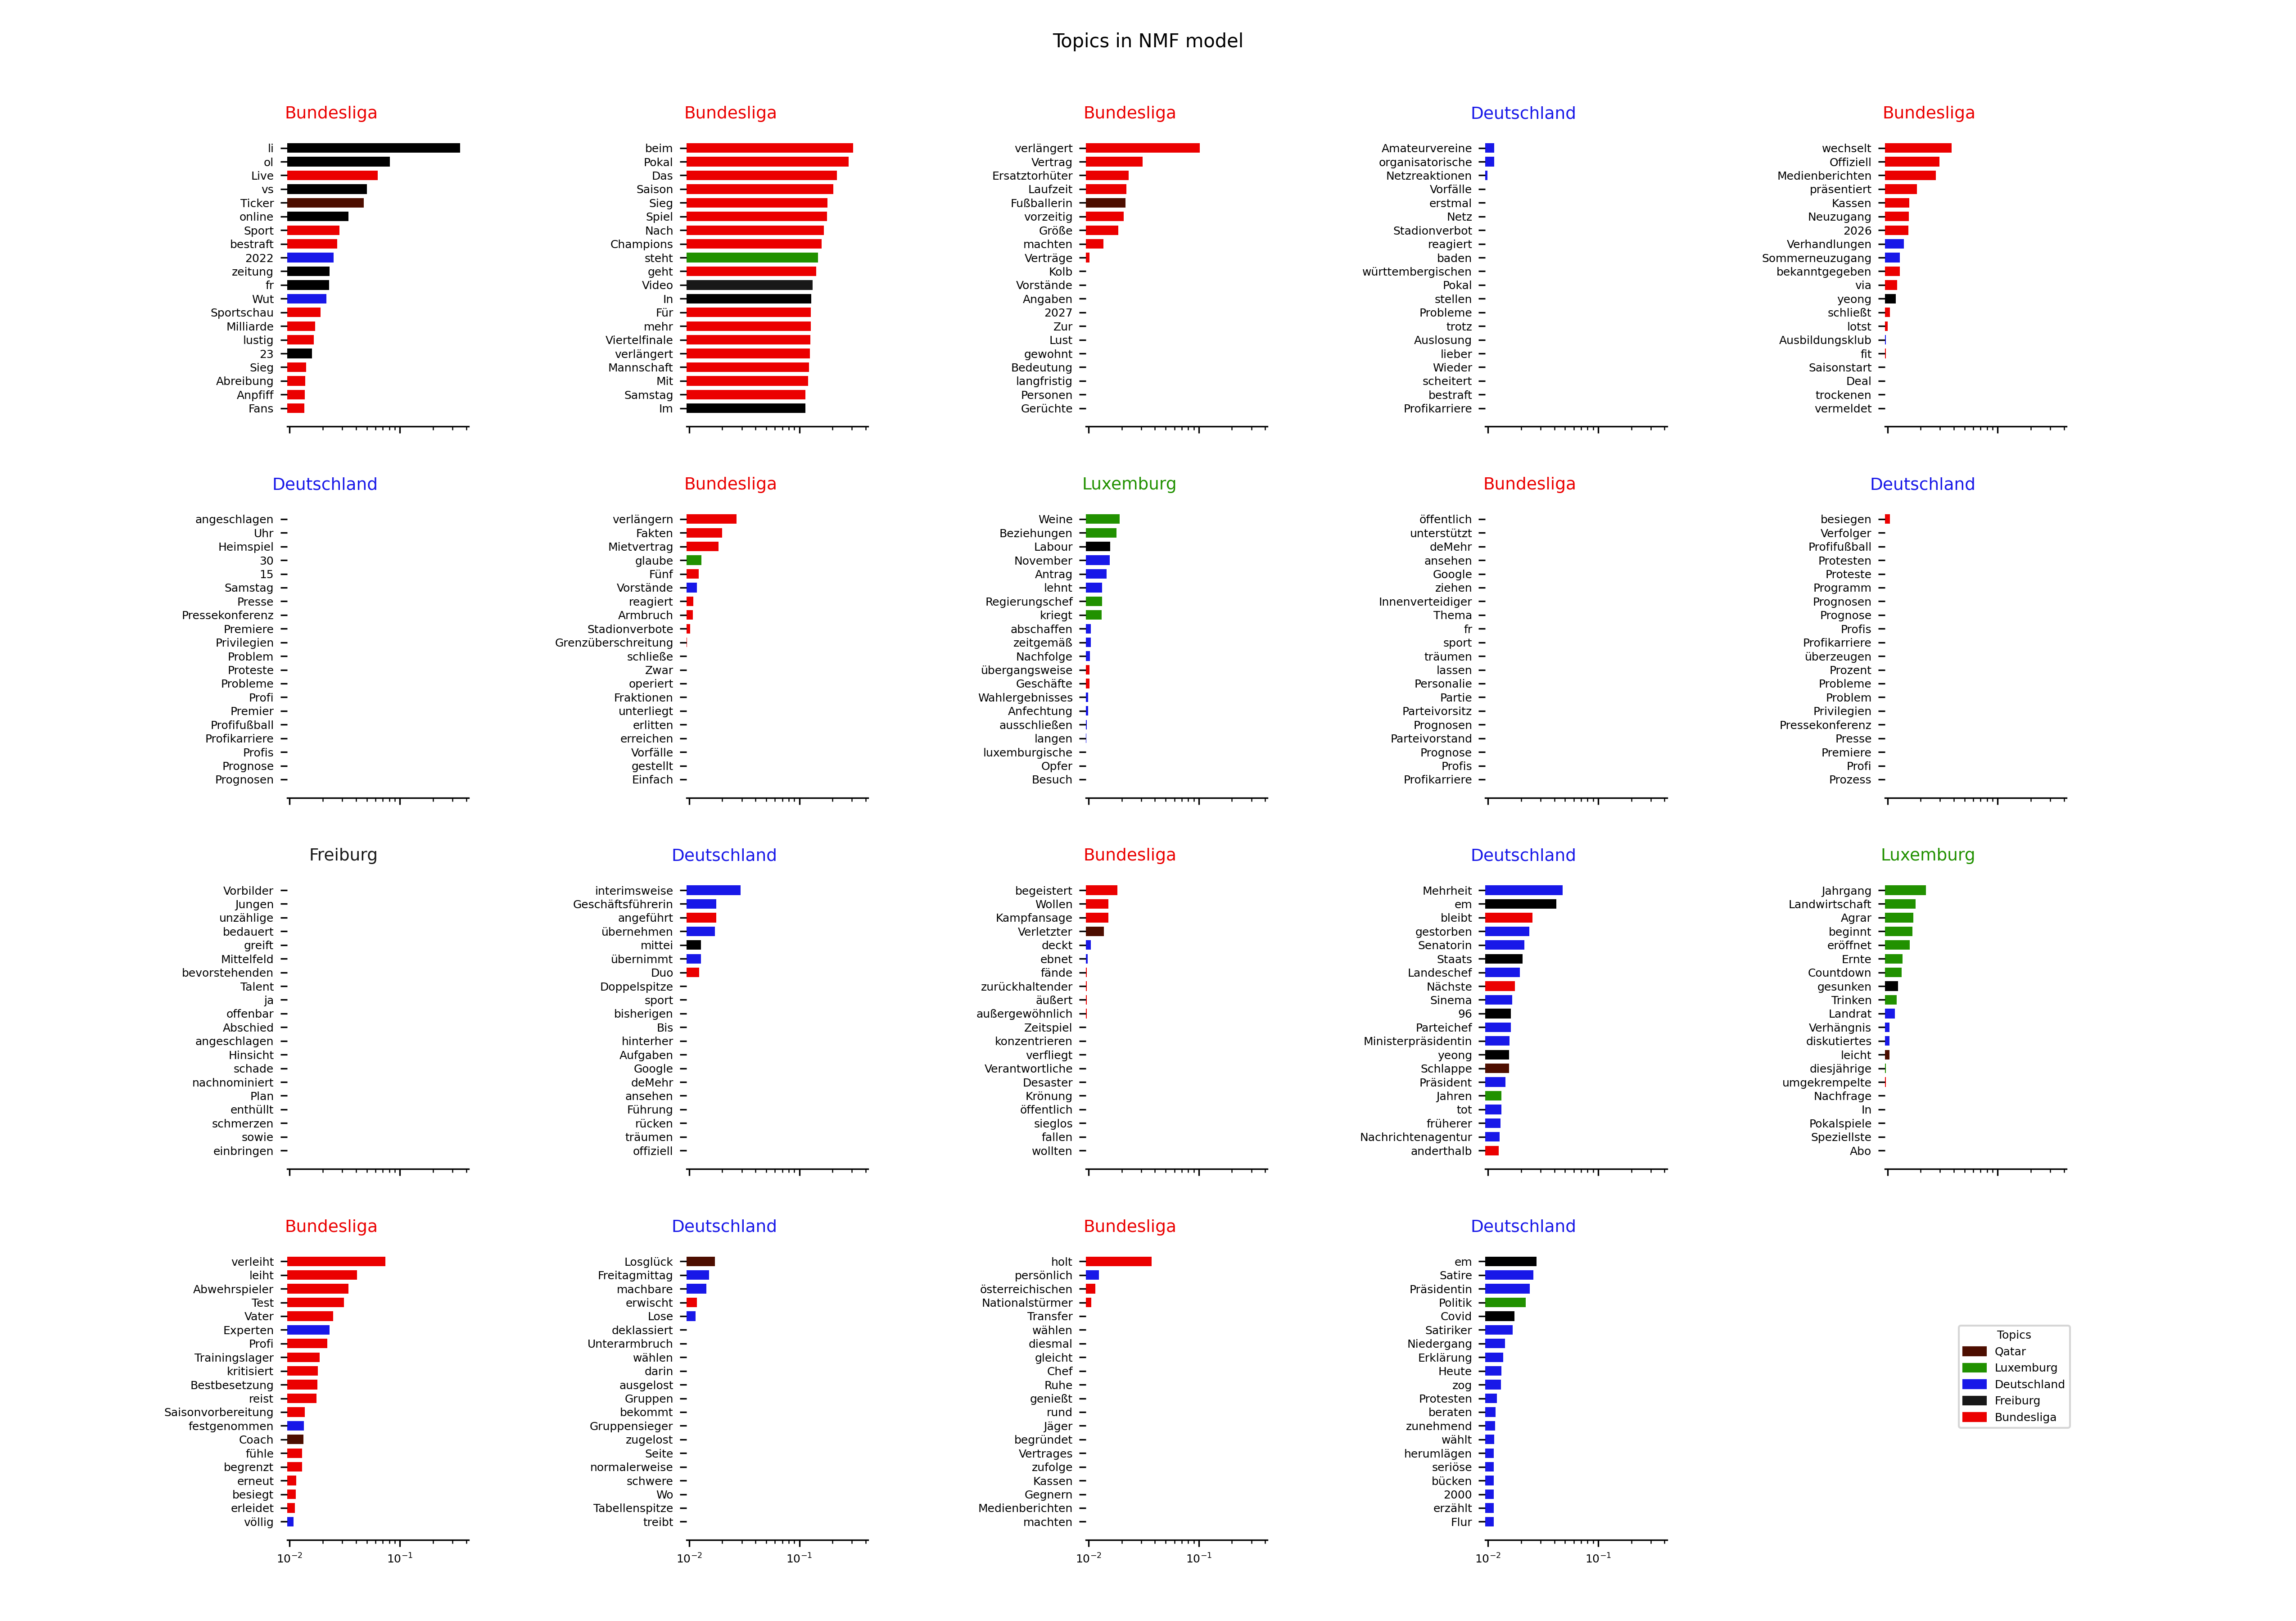 Topics in NMF model
Bundesliga
li
ol
Live
vs
Ticker
online
Sport
bestraft
2022
zeitung
fr
Wut
Sportschau
Milliarde
lustig
23
Sieg
Abreibung
Anpfiff
Fans
Bundesliga
beim
Pokal
Das
Saison
Sieg
Spiel
Nach
Champions
steht
geht
Video
In
Für
mehr
Viertelfinale
verlängert
Mannschaft
Mit
Samstag
Im
Bundesliga
verlängert
Vertrag
Ersatztorhüter
Laufzeit
Fußballerin
vorzeitig
Größe
machten
Verträge
Kolb
Vorstände
Angaben
2027
Zur
Lust
gewohnt
Bedeutung
langfristig
Personen
Gerüchte
Deutschland
Amateurvereine
organisatorische
Netzreaktionen
Vorfälle
erstmal
Netz
Stadionverbot
reagiert
baden
württembergischen
Pokal
stellen
Probleme
trotz
Auslosung
lieber
Wieder
scheitert
bestraft
Profikarriere
Bundesliga
wechselt
Offiziell
Medienberichten
präsentiert
Kassen
Neuzugang
2026
Verhandlungen
Sommerneuzugang
bekanntgegeben
via
yeong
schließt
lotst
Ausbildungsklub
fit
Saisonstart
Deal
trockenen
vermeldet
Deutschland
angeschlagen
Uhr
Heimspiel
30
15
Samstag
Presse
Pressekonferenz
Premiere
Privilegien
Problem
Proteste
Probleme
Profi
Premier
Profifußball
Profikarriere
Profis
Prognose
Prognosen
Bundesliga
verlängern
Fakten
Mietvertrag
glaube
Fünf
Vorstände
reagiert
Armbruch
Stadionverbote
Grenzüberschreitung
schließe
Zwar
operiert
Fraktionen
unterliegt
erlitten
erreichen
Vorfälle
gestellt
Einfach
Luxemburg
Weine
Beziehungen
Labour
November
Antrag
lehnt
Regierungschef
kriegt
abschaffen
zeitgemäß
Nachfolge
übergangsweise
Geschäfte
Wahlergebnisses
Anfechtung
ausschließen
langen
luxemburgische
Opfer
Besuch
Bundesliga
öffentlich
unterstützt
deMehr
ansehen
Google
ziehen
Innenverteidiger
Thema
fr
sport
träumen
lassen
Personalie
Partie
Parteivorsitz
Prognosen
Parteivorstand
Prognose
Profis
Profikarriere
Deutschland
besiegen
Verfolger
Profifußball
Protesten
Proteste
Programm
Prognosen
Prognose
Profis
Profikarriere
überzeugen
Prozent
Probleme
Problem
Privilegien
Pressekonferenz
Presse
Premiere
Profi
Prozess
Freiburg
Vorbilder
Jungen
unzählige
bedauert
greift
Mittelfeld
bevorstehenden
Talent
ja
offenbar
Abschied
angeschlagen
Hinsicht
schade
nachnominiert
Plan
enthüllt
schmerzen
sowie
einbringen
Deutschland
interimsweise
Geschäftsführerin
angeführt
übernehmen
mittei
übernimmt
Duo
Doppelspitze
sport
bisherigen
Bis
hinterher
Aufgaben
Google
deMehr
ansehen
Führung
rücken
träumen
offiziell
Bundesliga
begeistert
Wollen
Kampfansage
Verletzter
deckt
ebnet
fände
zurückhaltender
äußert
außergewöhnlich
Zeitspiel
konzentrieren
verfliegt
Verantwortliche
Desaster
Krönung
öffentlich
sieglos
fallen
wollten
Deutschland
Mehrheit
em
bleibt
gestorben
Senatorin
Staats
Landeschef
Nächste
Sinema
96
Parteichef
Ministerpräsidentin
yeong
Schlappe
Präsident
Jahren
tot
früherer
Nachrichtenagentur
anderthalb
Luxemburg
Jahrgang
Landwirtschaft
Agrar
beginnt
eröffnet
Ernte
Countdown
gesunken
Trinken
Landrat
Verhängnis
diskutiertes
leicht
diesjährige
umgekrempelte
Nachfrage
In
Pokalspiele
Speziellste
Abo
Bundesliga
verleiht
leiht
Abwehrspieler
Test
Vater
Experten
Profi
Trainingslager
kritisiert
Bestbesetzung
reist
Saisonvorbereitung
festgenommen
Coach
fühle
begrenzt
erneut
besiegt
erleidet
völlig
10⁻² 10⁻¹
Deutschland
Losglück
Freitagmittag
machbare
erwischt
Lose
deklassiert
Unterarmbruch
wählen
darin
ausgelost
Gruppen
bekommt
Gruppensieger
zugelost
Seite
normalerweise
schwere
Wo
Tabellenspitze
treibt
10⁻² 10⁻¹
Bundesliga
holt
persönlich
österreichischen
Nationalstürmer
Transfer
wählen
diesmal
gleicht
Chef
Ruhe
genießt
rund
Jäger
begründet
Vertrages
zufolge
Kassen
Gegnern
Medienberichten
machten
10⁻² 10⁻¹
Deutschland
em
Satire
Präsidentin
Politik
Covid
Satiriker
Niedergang
Erklärung
Heute
zog
Protesten
beraten
zunehmend
wählt
herumlägen
seriöse
bücken
2000
erzählt
Flur
10⁻² 10⁻¹
Topics
Qatar
Luxemburg
Deutschland
Freiburg
Bundesliga